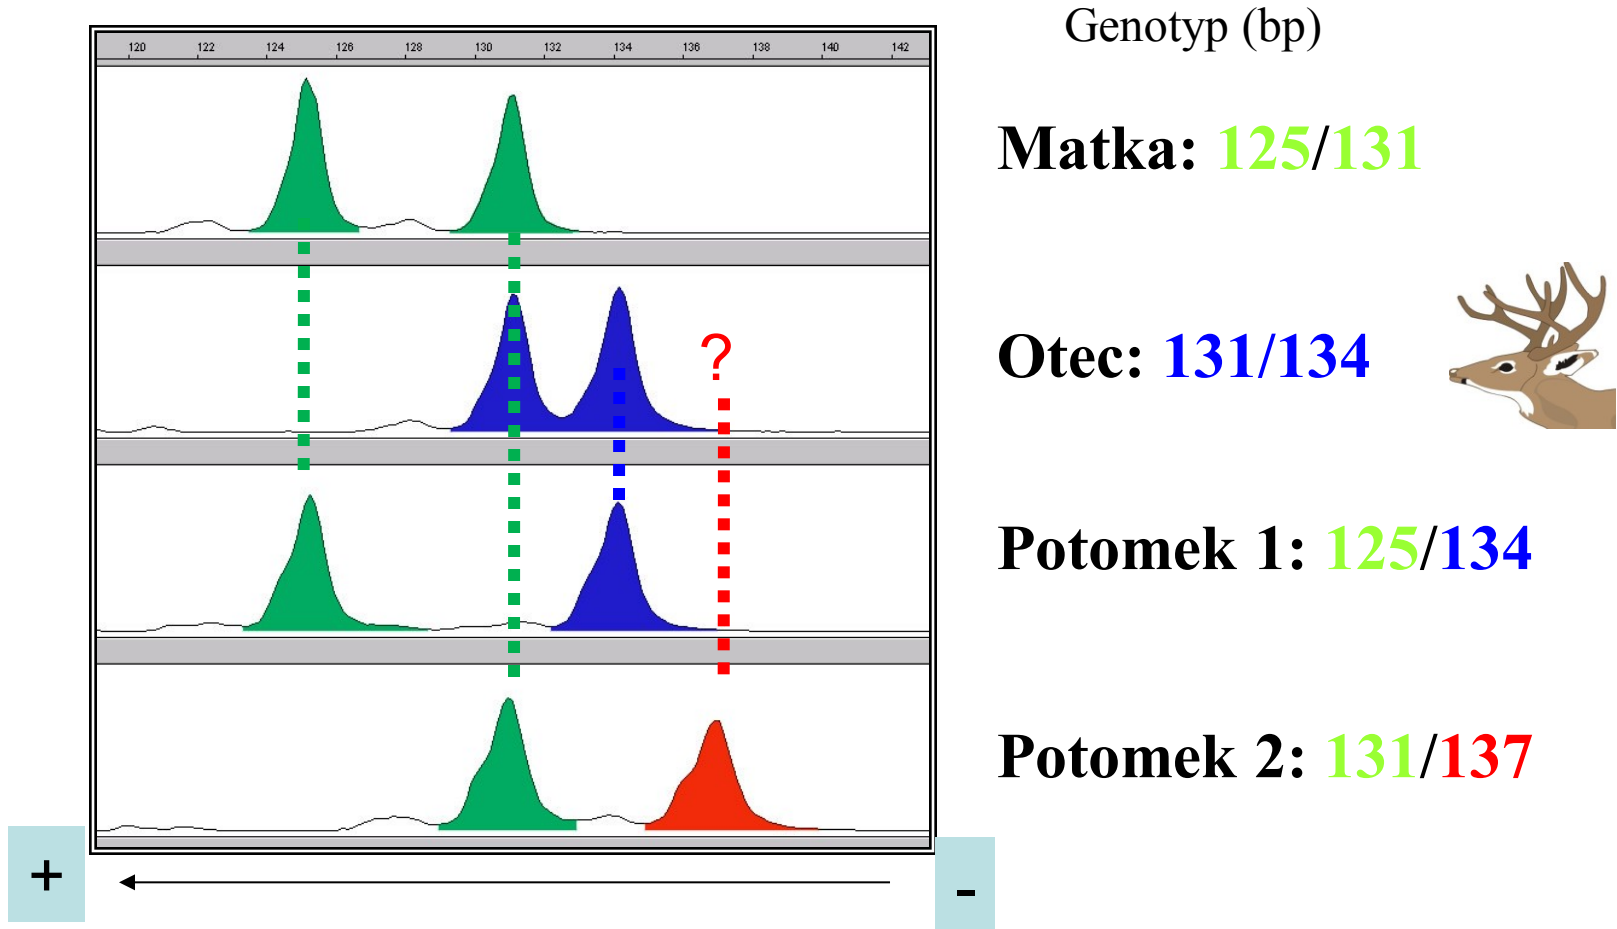 Genotyp (bp)
120 122 124 126 128 130 132 134 136 138 140 142
Matka: 125/131
Otec: 131/134
?
Potomek 1: 125/134
Potomek 2: 131/137
+
-